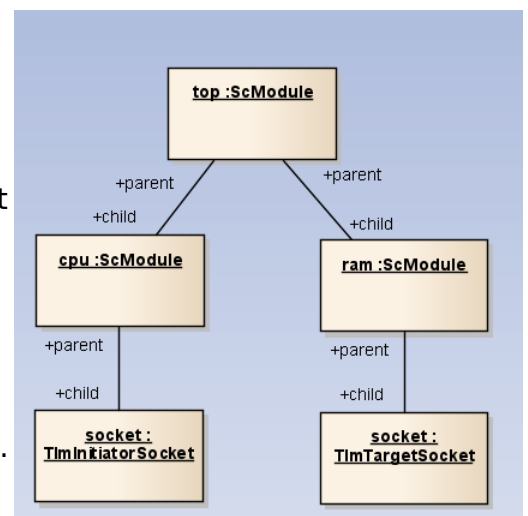 top :ScModule
+parent
+parent
t
+child
+child
cpu :ScModule
ram :ScModule
+parent
+parent
+child
+child
socket :
TlmInitiatorSocket
socket :
TlmTargetSocket
.